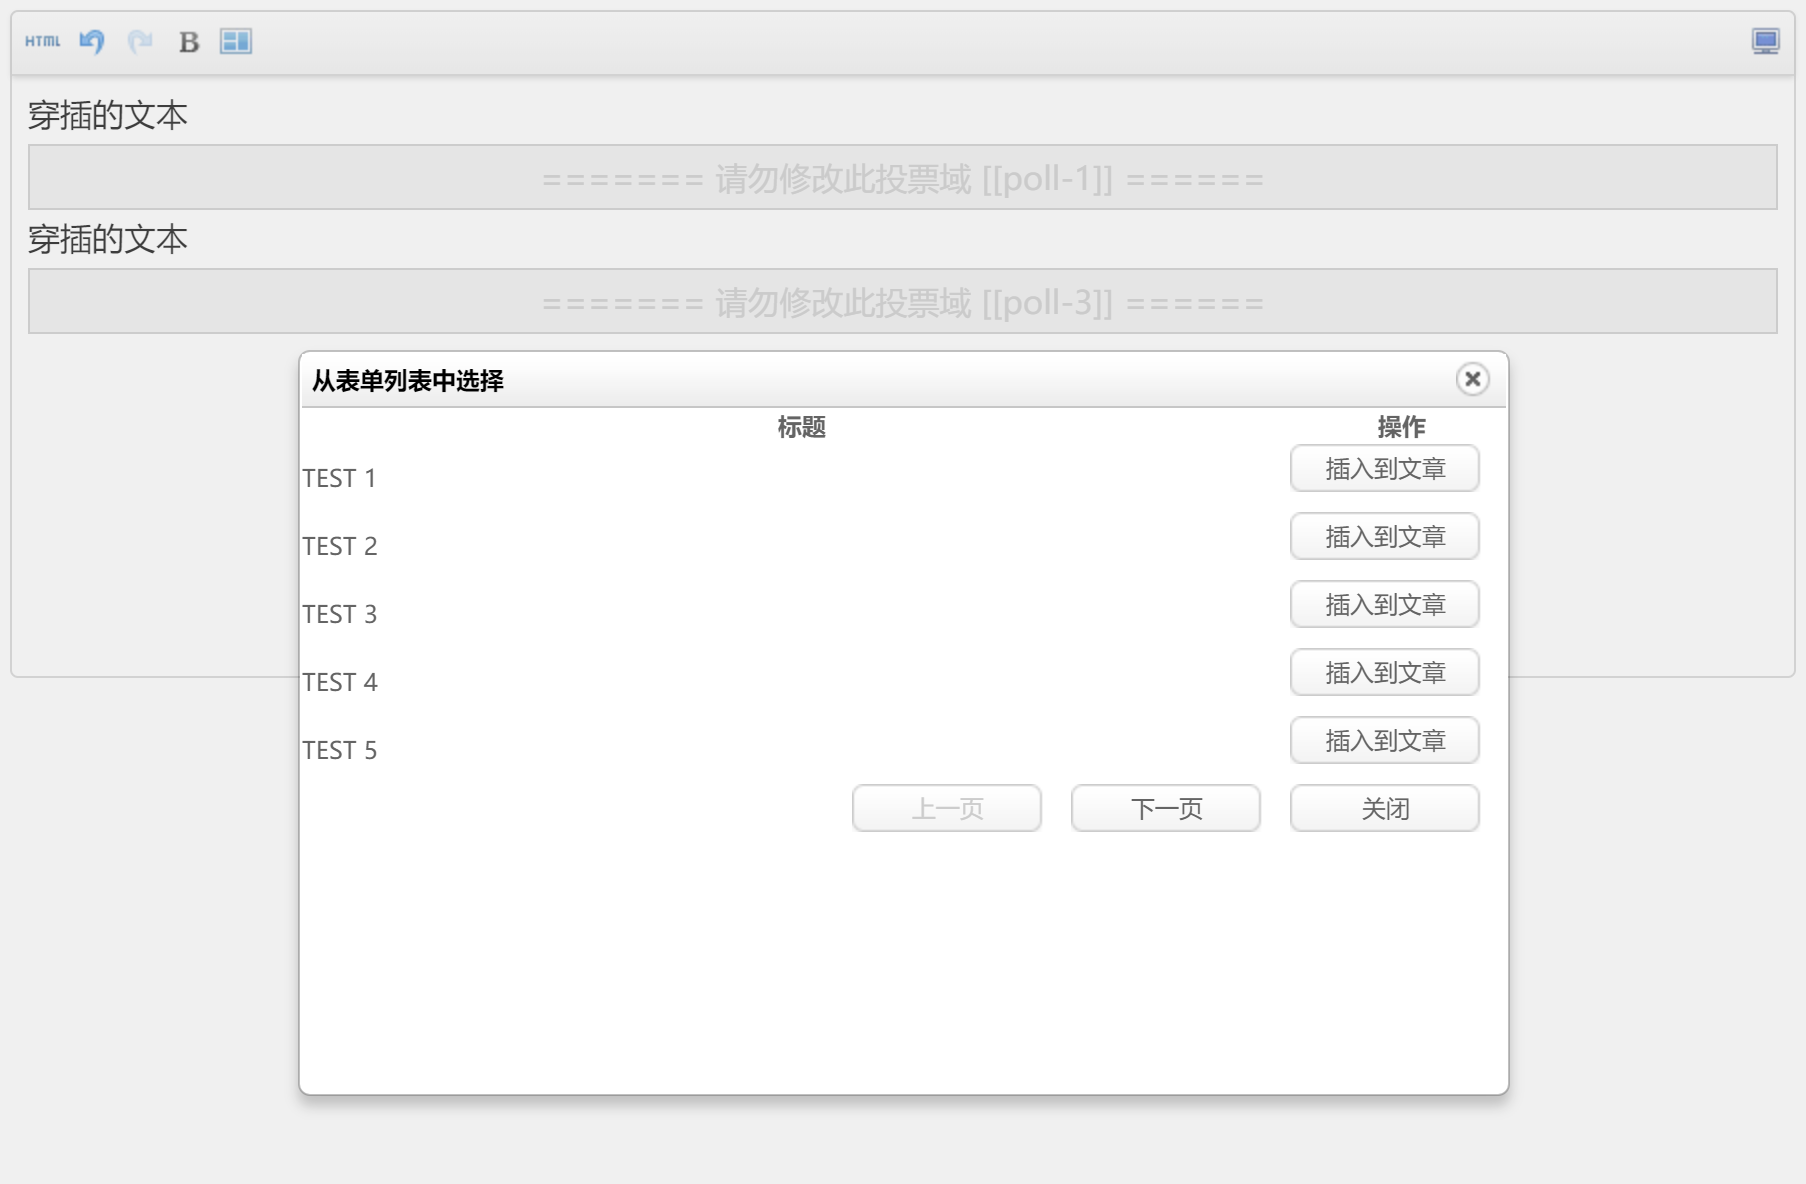 HTML B
穿插的文本
======= 请勿修改此投票域 [[poll-1]] ======
穿插的文本
======= 请勿修改此投票域 [[poll-3]] ======
从表单列表中选择
标题 操作
TEST 1 插入到文章
TEST 2 插入到文章
TEST 3 插入到文章
TEST 4 插入到文章
TEST 5 插入到文章
上一页 下一页 关闭